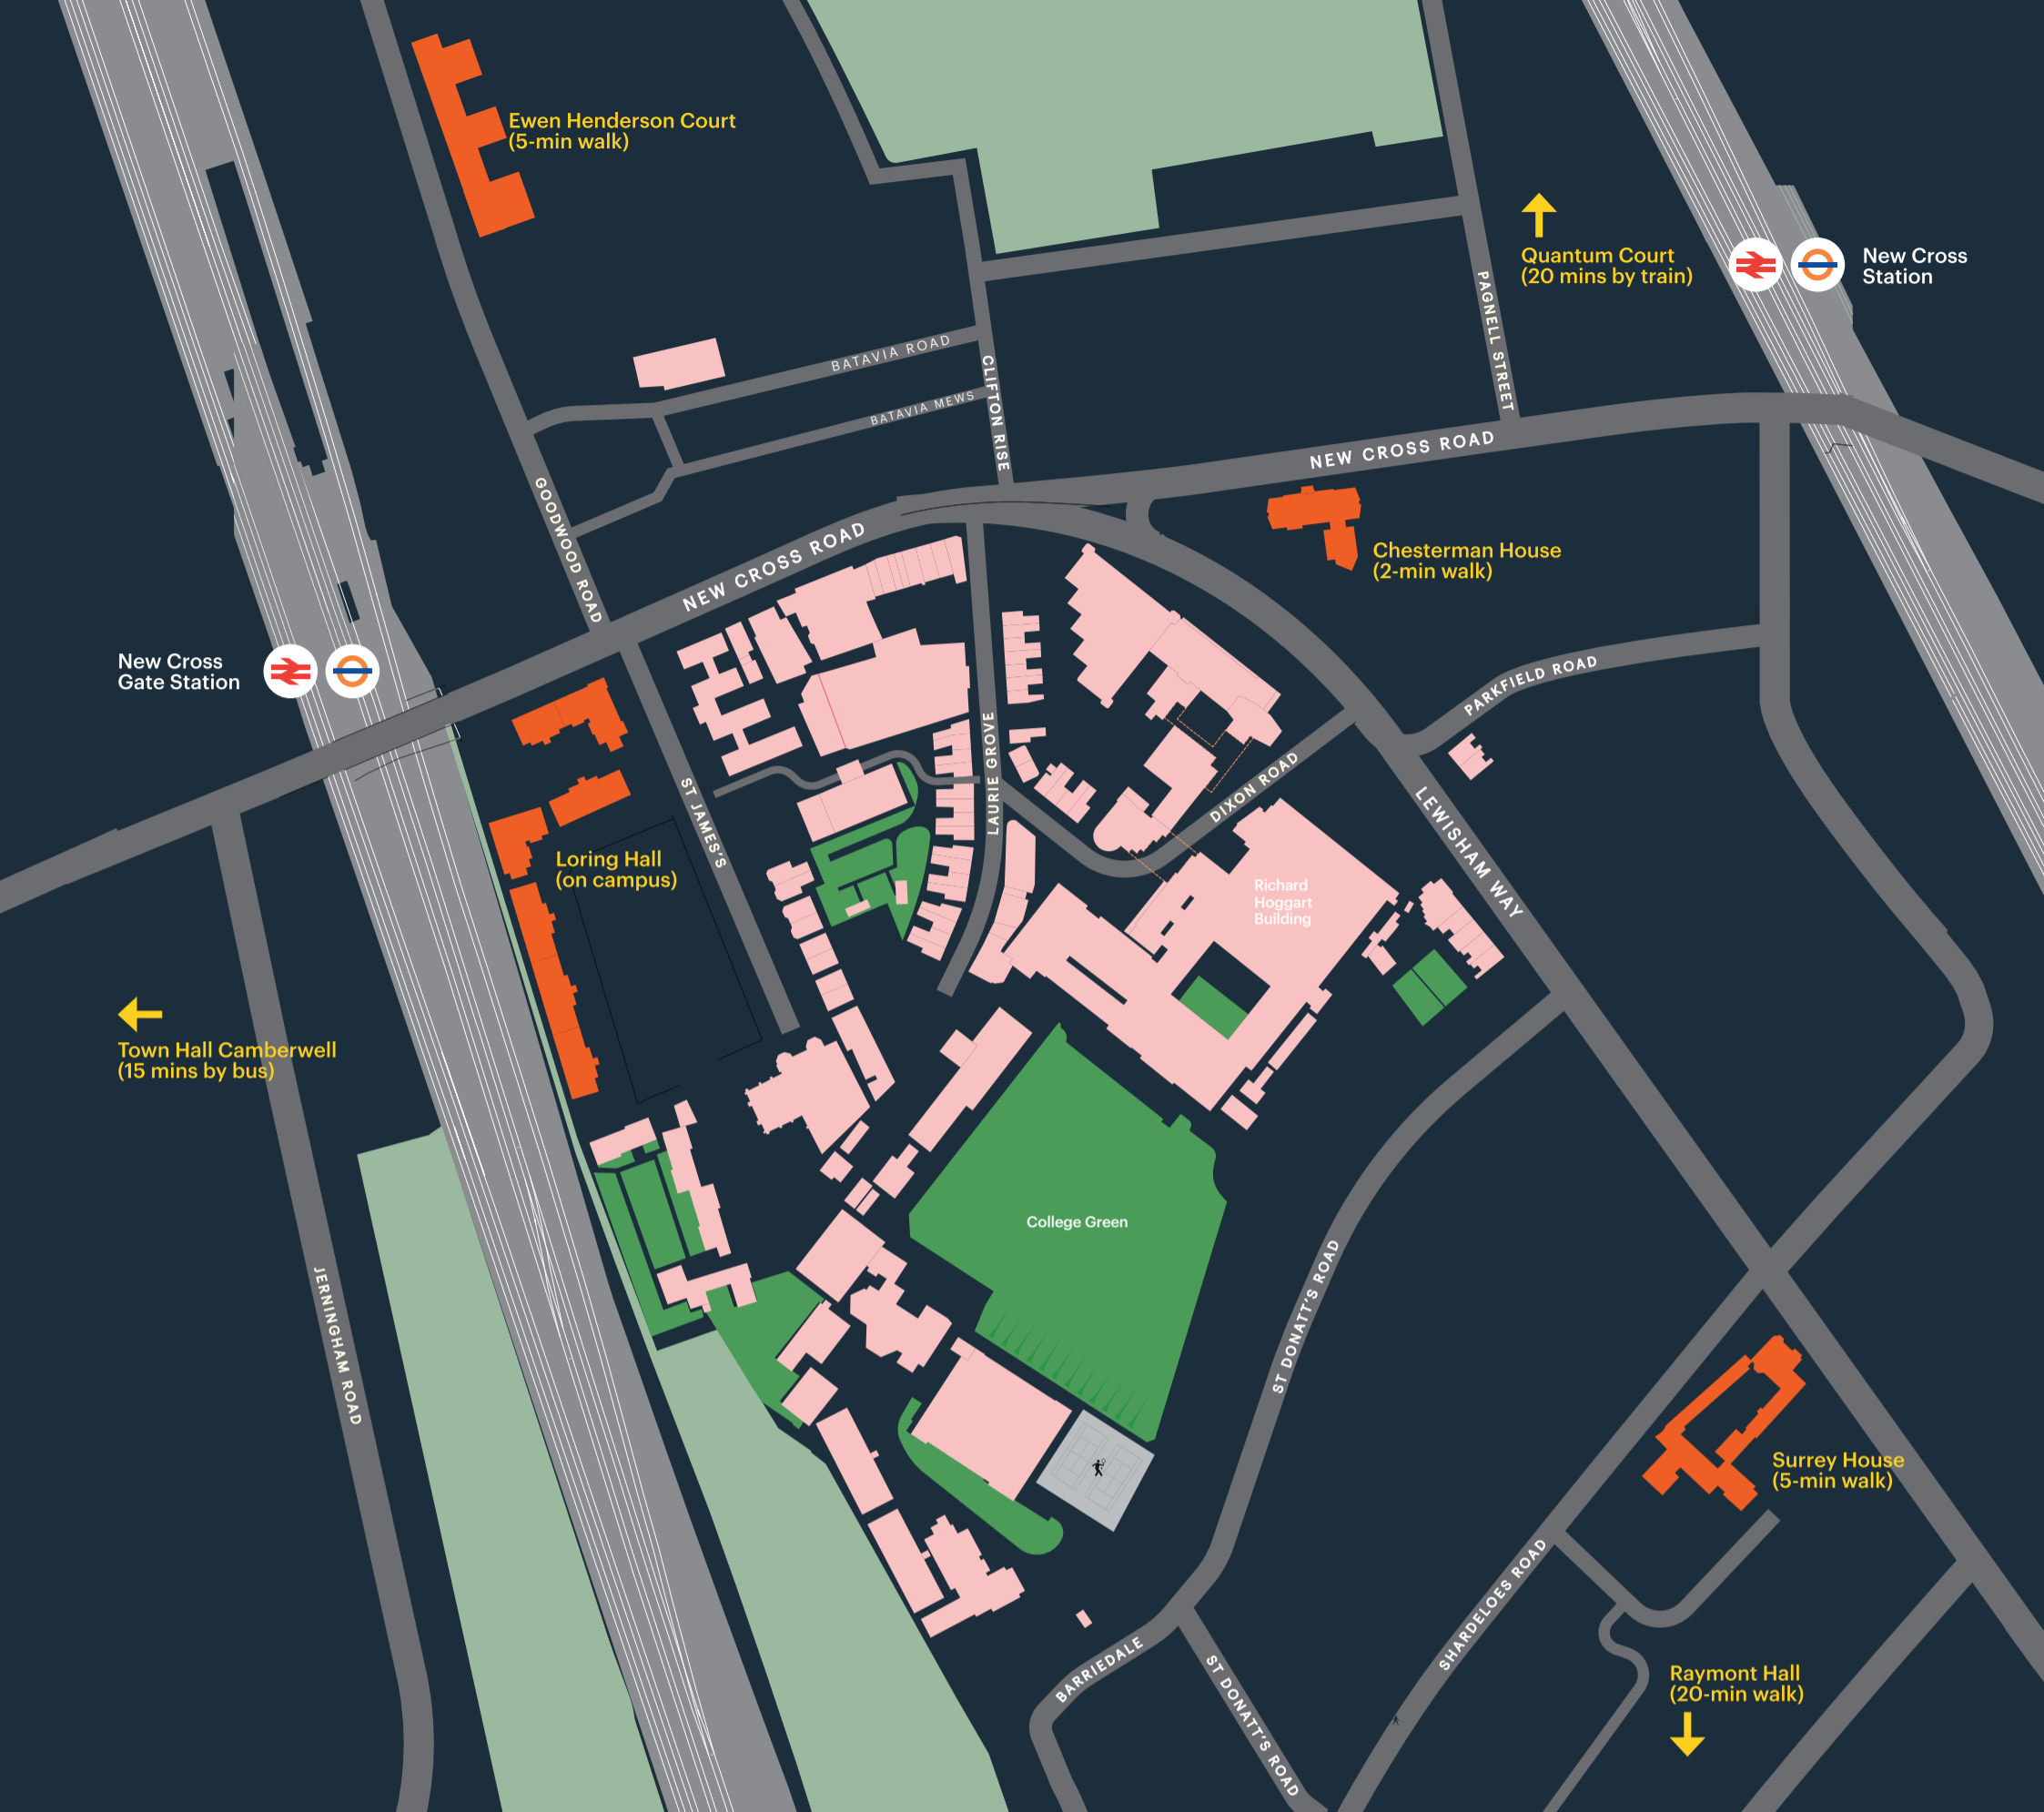 Ewen Henderson Court
(5-min walk)
Quantum Court
(20 mins by train)
New Cross
Station
BATAVIA ROAD
BATAVIA MEWS
CLIFTON RISE
PAGNELL STREET
NEW CROSS ROAD
GOODWOOD ROAD
NEW CROSS ROAD
Chesterman House
(2-min walk)
New Cross
Gate Station
PARKFIELD ROAD
LAURIE GROVE
DIXON ROAD
ST JAMES'S
LEWISHAM WAY
Loring Hall
(on campus)
Richard
Hoggart
Building
Town Hall Camberwell
(15 mins by bus)
College Green
JERNINGHAM ROAD
ST DONATT'S ROAD
Surrey House
(5-min walk)
SHARDELOES ROAD
BARRIEDALE
ST DONATT'S ROAD
Raymont Hall
(20-min walk)